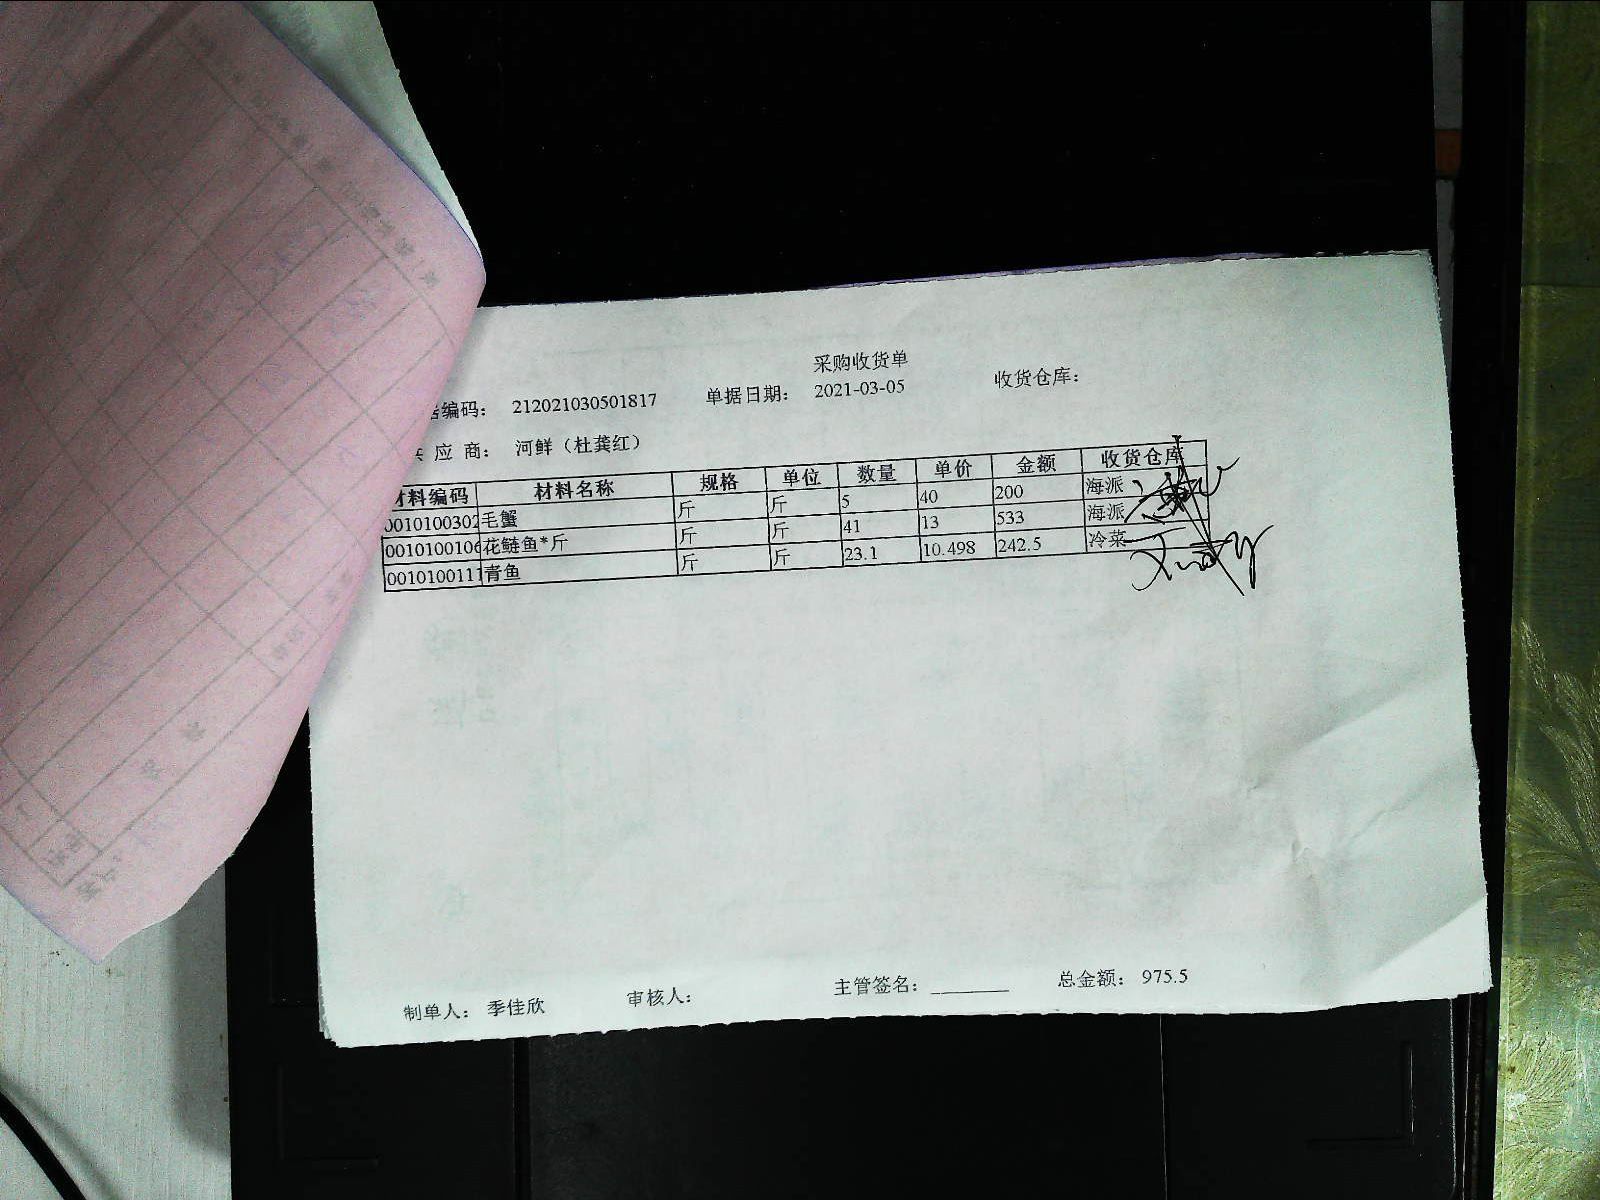 采购收货单
编码： 212021030501817 单据日期： 2021-03-05 收货仓库：
应 商： 河鲜（杜龚红）
材料编码 材料名称 规格 单位 数量 单价 金额 收货仓库
0010100302 毛蟹 斤 斤 5 40 200 海派
0010100106 花鲢鱼*斤 斤 斤 41 13 533 海派
001010011 青鱼 斤 斤 23.1 10.498 242.5 冷菜
制单人： 季佳欣 审核人： 主管签名：________ 总金额： 975.5